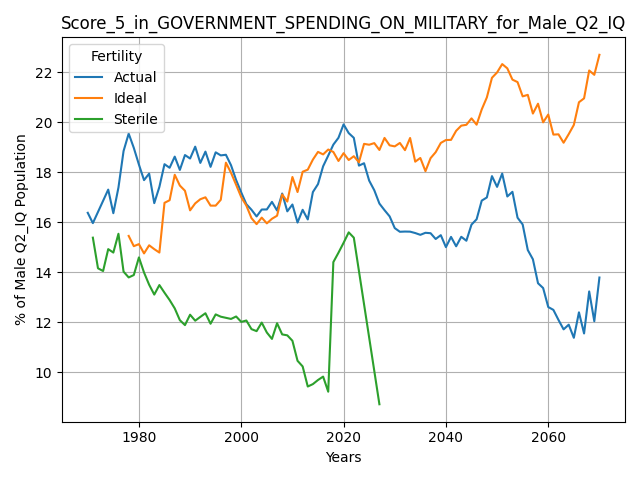 Score_5_in_GOVERNMENT_SPENDING_ON_MILITARY_for_Male_Q2_IQ
Fertility
Actual
Ideal
Sterile
% of Male Q2_IQ Population
22
20
18
16
14
12
10
1980
2000
2020
2040
2060
Years